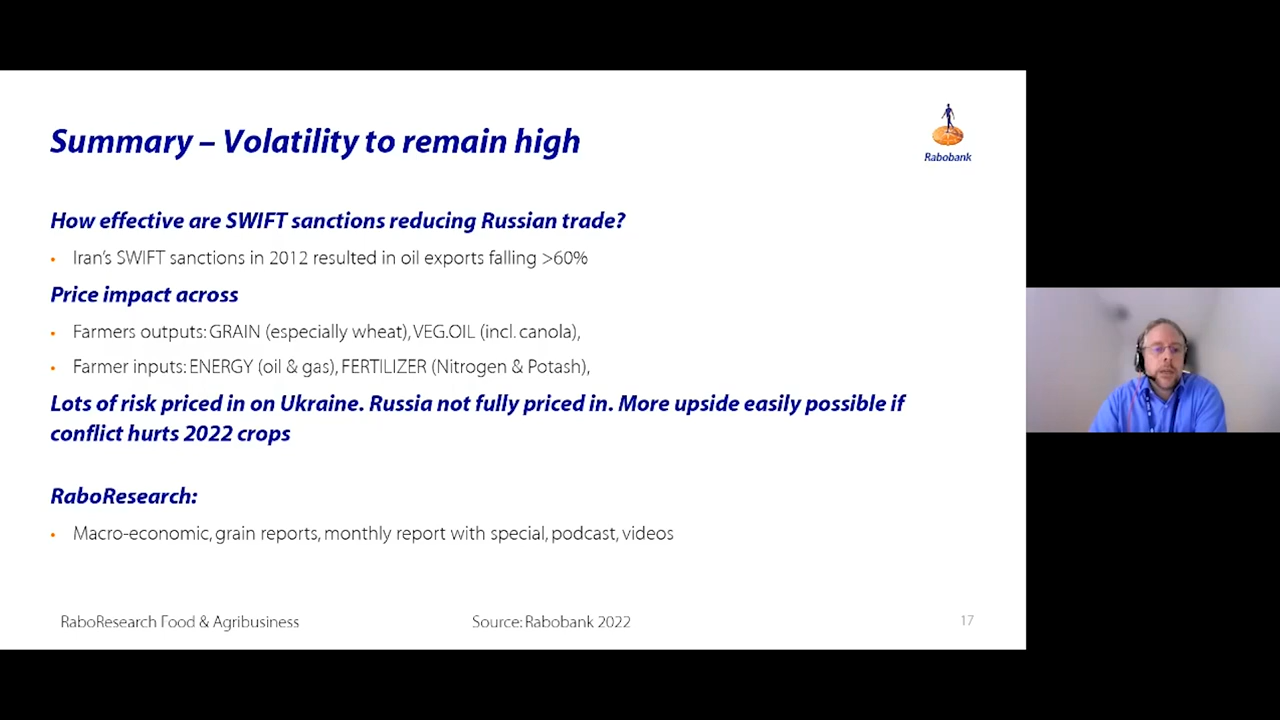 Summary – Volatility to remain high
Rabobank
How effective are SWIFT sanctions reducing Russian trade?
• Iran's SWIFT sanctions in 2012 resulted in oil exports falling >60%
Price impact across
• Farmers outputs: GRAIN (especially wheat), VEG.OIL (incl. canola),
• Farmer inputs: ENERGY (oil & gas), FERTILIZER (Nitrogen & Potash),
Lots of risk priced in on Ukraine. Russia not fully priced in. More upside easily possible if
conflict hurts 2022 crops
RaboResearch:
• Macro-economic, grain reports, monthly report with special, podcast, videos
RaboResearch Food & Agribusiness
Source: Rabobank 2022
17